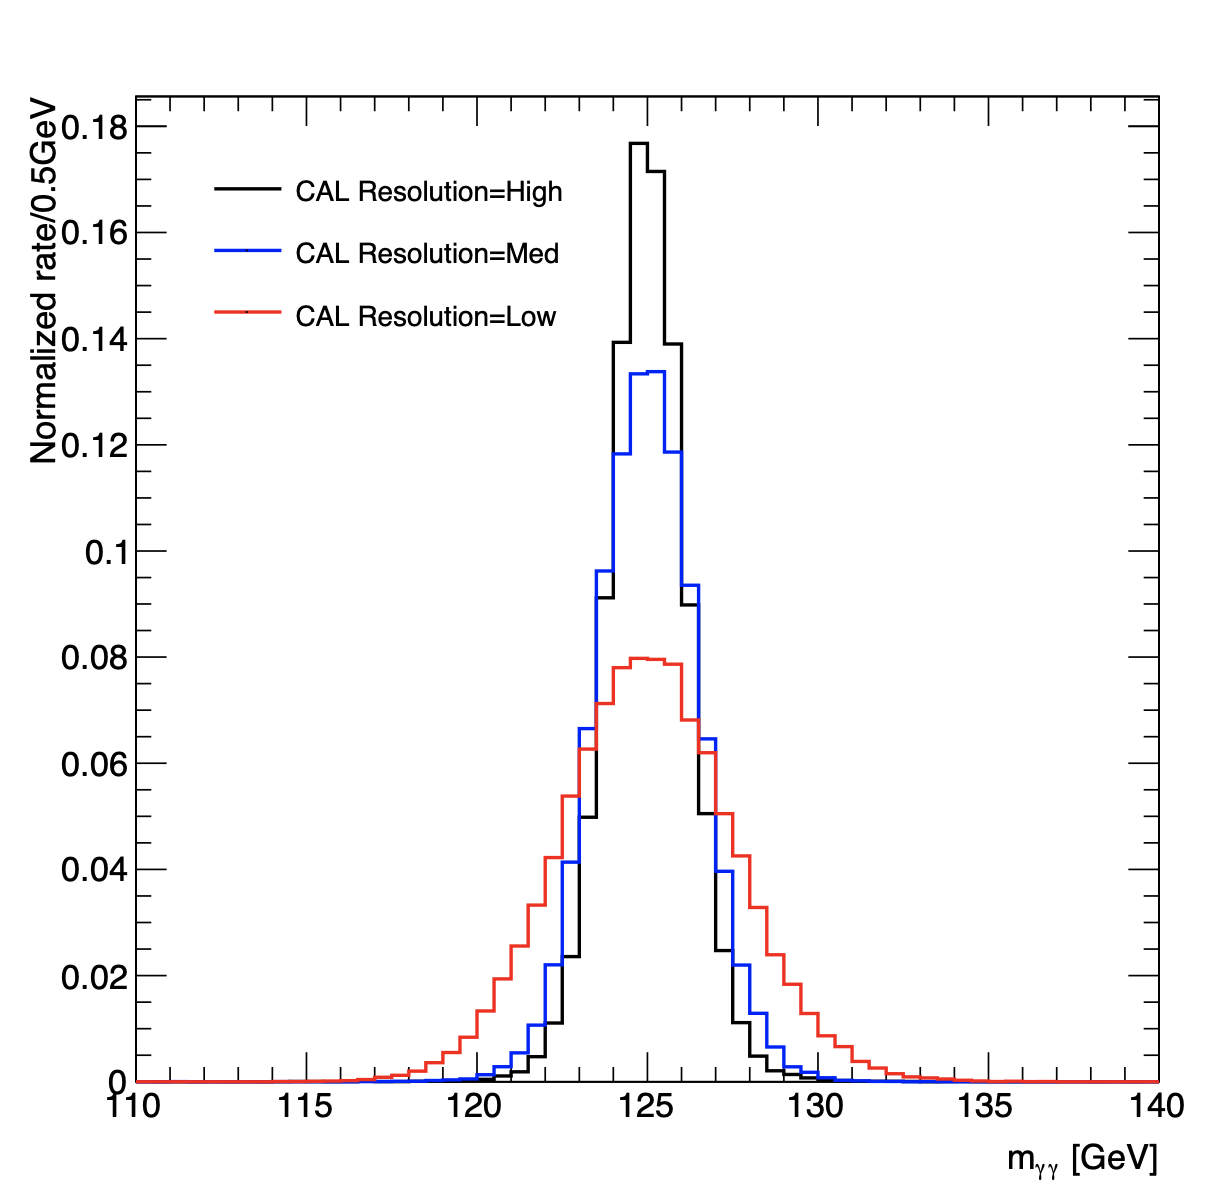 Normalized rate/0.5GeV
0.18
0.16
0.14
0.12
0.1
0.08
0.06
0.04
0.02
0
CAL Resolution=High
CAL Resolution=Med
CAL Resolution=Low
110 115 120 125 130 135 140
mγγ [GeV]